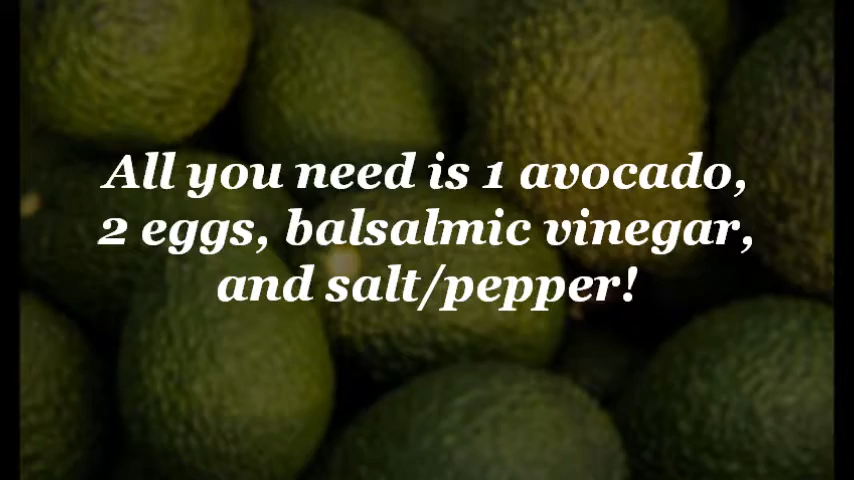 All you need is 1 avocado,
2 eggs, balsalmic vinegar,
and salt/pepper!